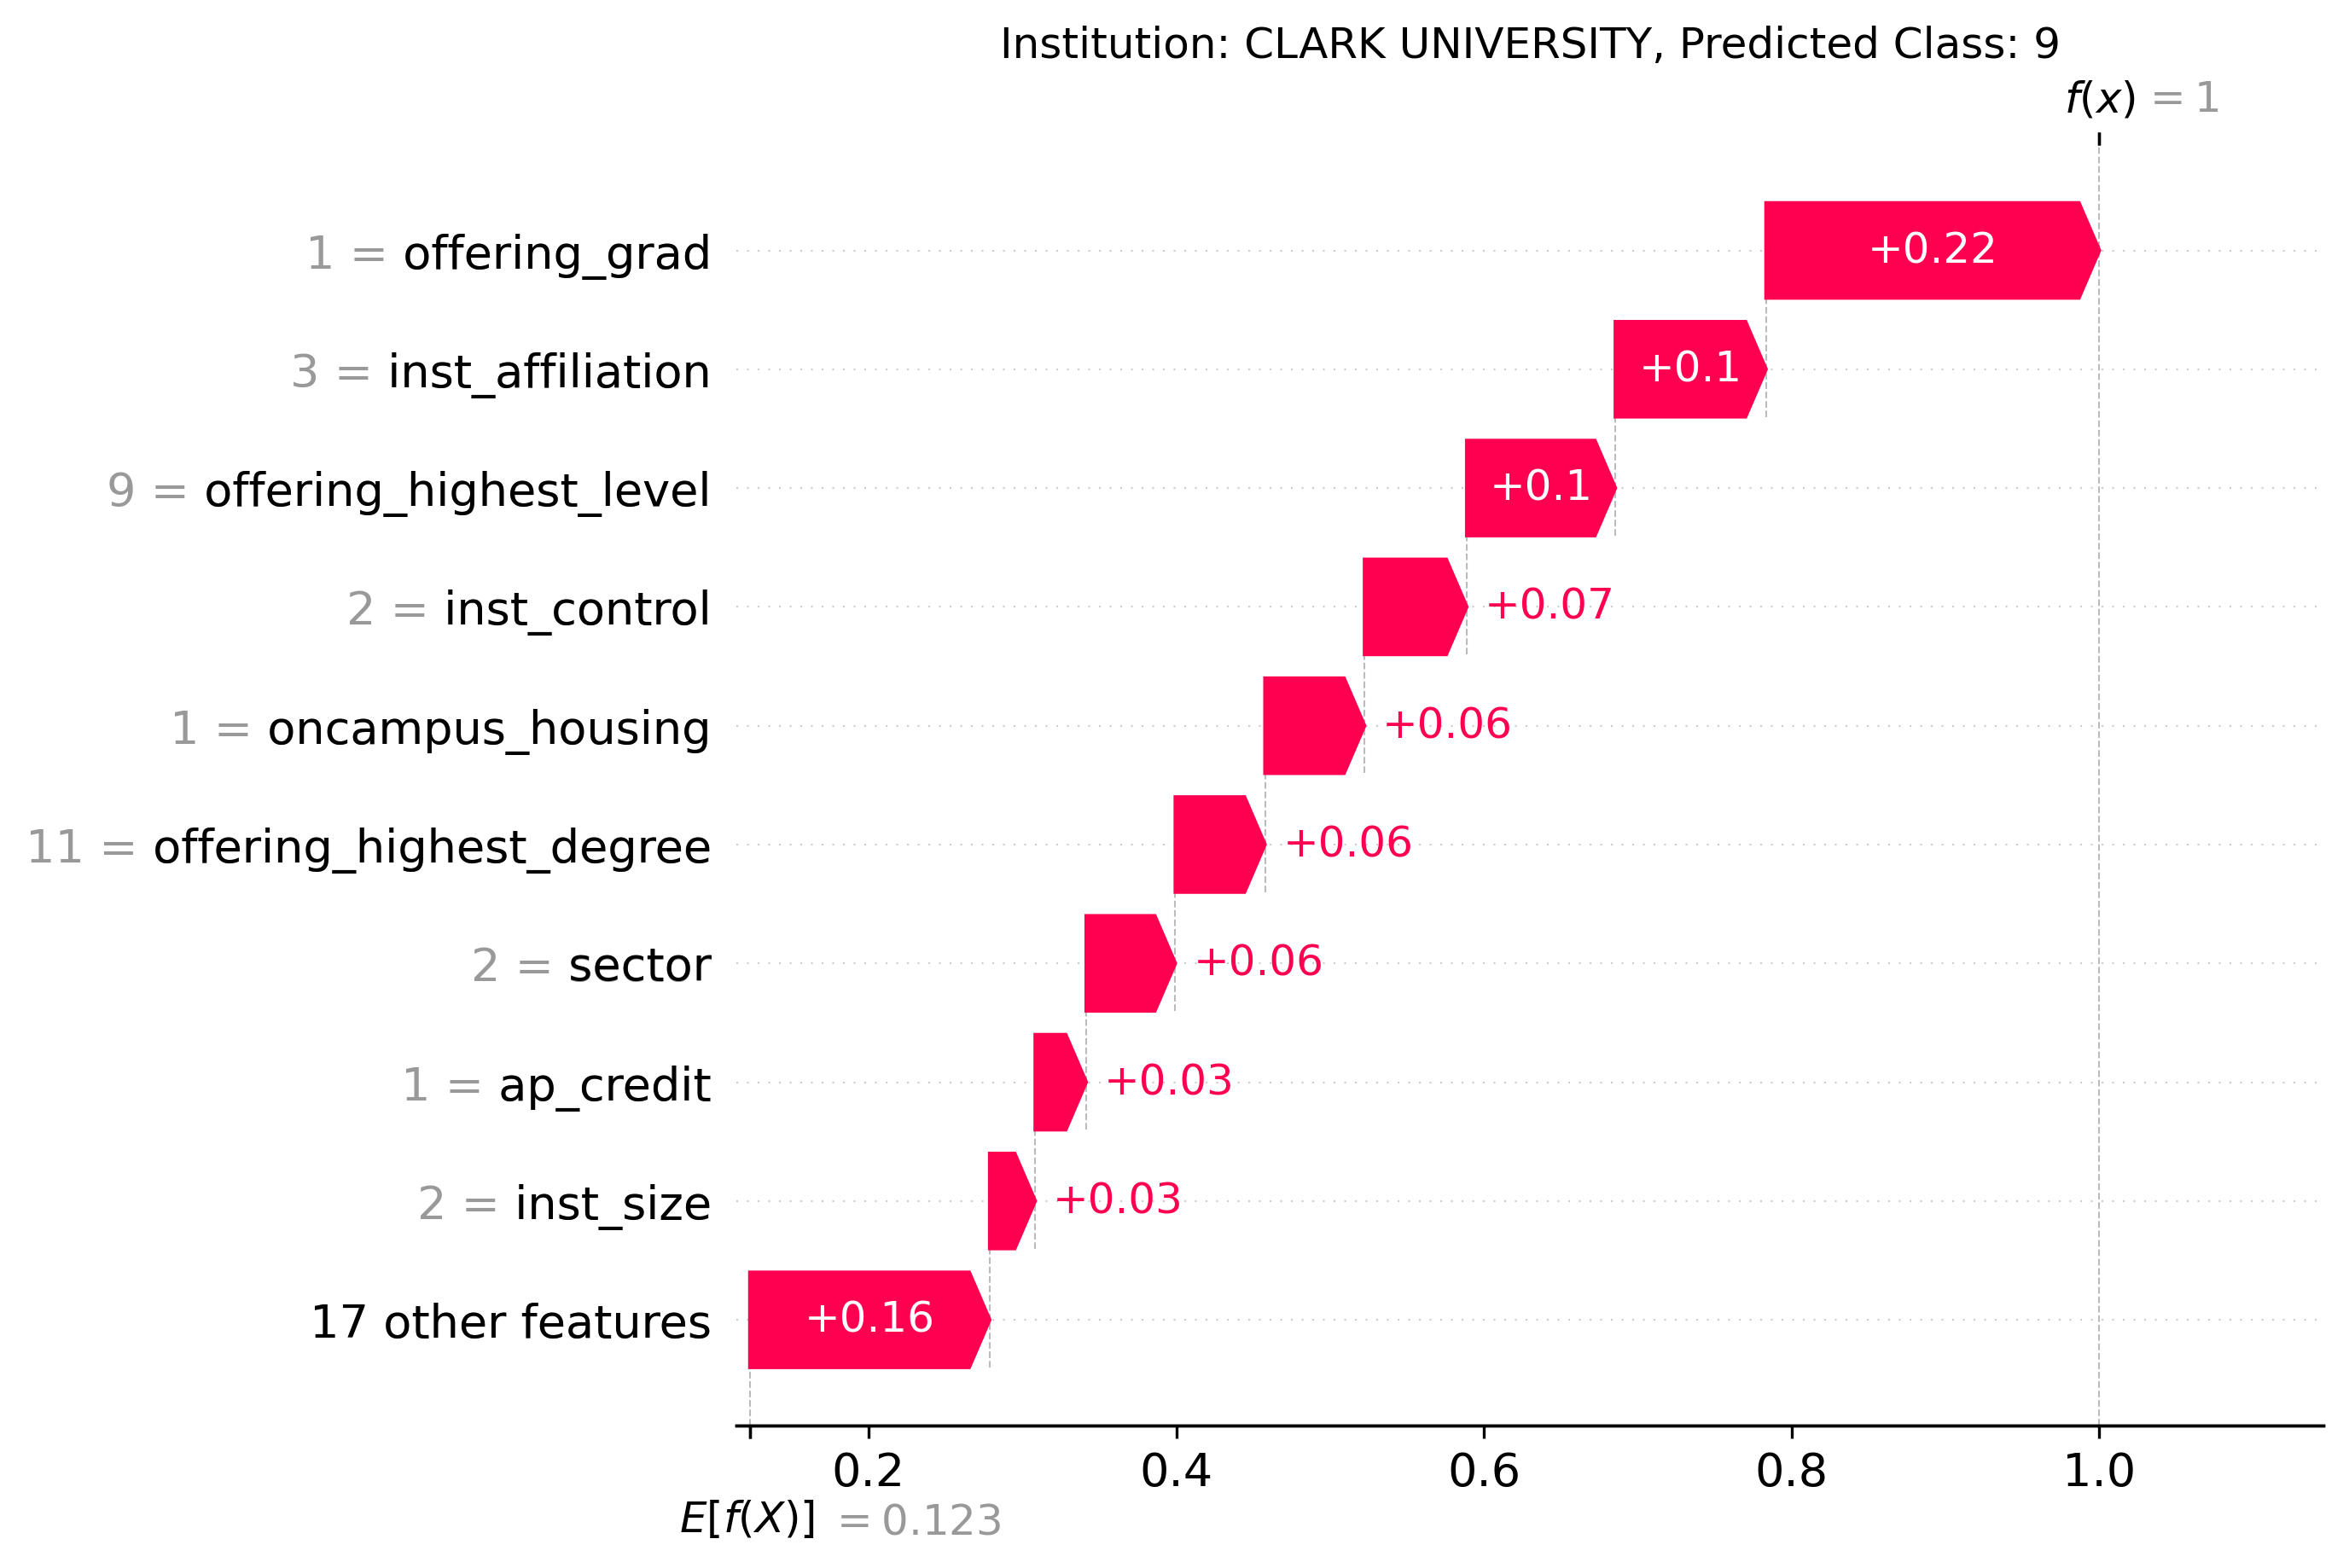 Institution: CLARK UNIVERSITY, Predicted Class: 9
f(x) = 1
1 = offering_grad +0.22
3 = inst_affiliation +0.1
9 = offering_highest_level +0.1
2 = inst_control +0.07
1 = oncampus_housing +0.06
11 = offering_highest_degree +0.06
2 = sector +0.06
1 = ap_credit +0.03
2 = inst_size +0.03
17 other features +0.16
0.2 0.4 0.6 0.8 1.0
E[f(X)] = 0.123